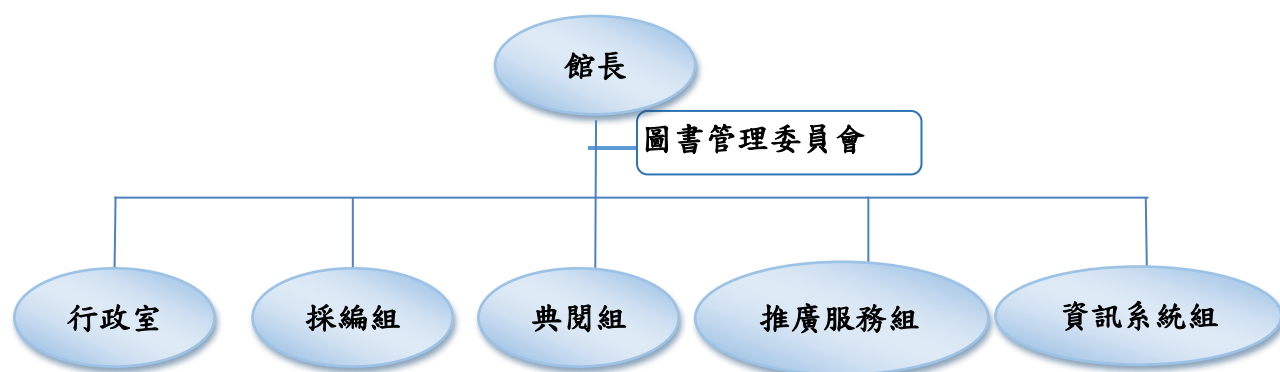 館長
圖書管理委員會
行政室
採編組
典閱組
推廣服務組
資訊系統組